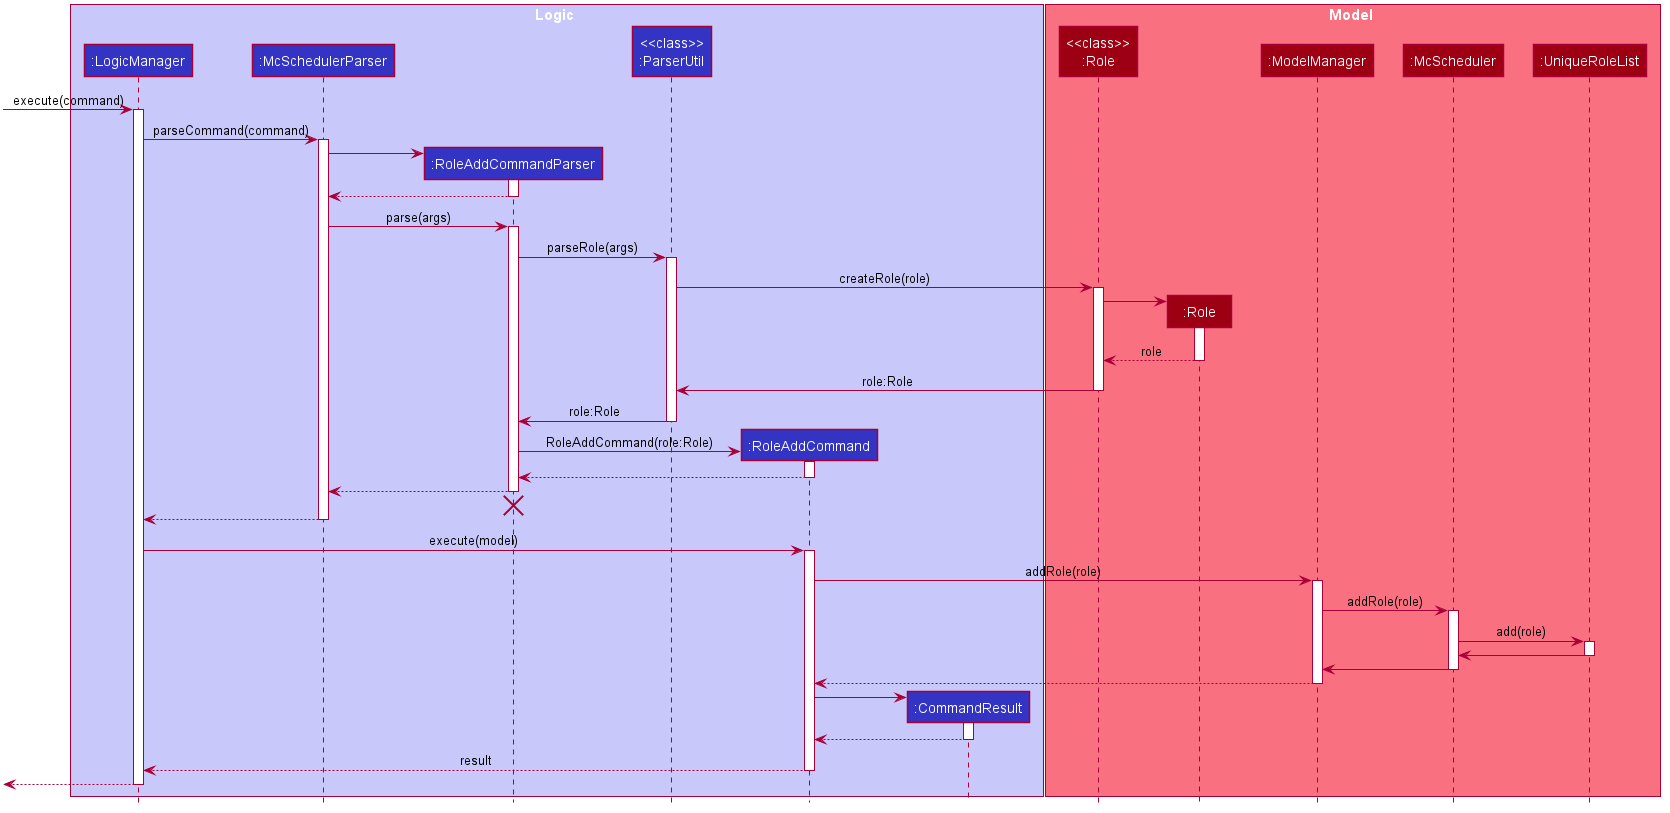 Logic
Model
<<class>>
:ParserUtil
<<class>>
:Role
:LogicManager
:McSchedulerParser
:ModelManager
:McScheduler
:UniqueRoleList
execute(command)
parseCommand(command)
:RoleAddCommandParser
parse(args)
parseRole(args)
createRole(role)
:Role
role
role:Role
role:Role
RoleAddCommand(role:Role)
:RoleAddCommand
execute(model)
addRole(role)
addRole(role)
add(role)
:CommandResult
result